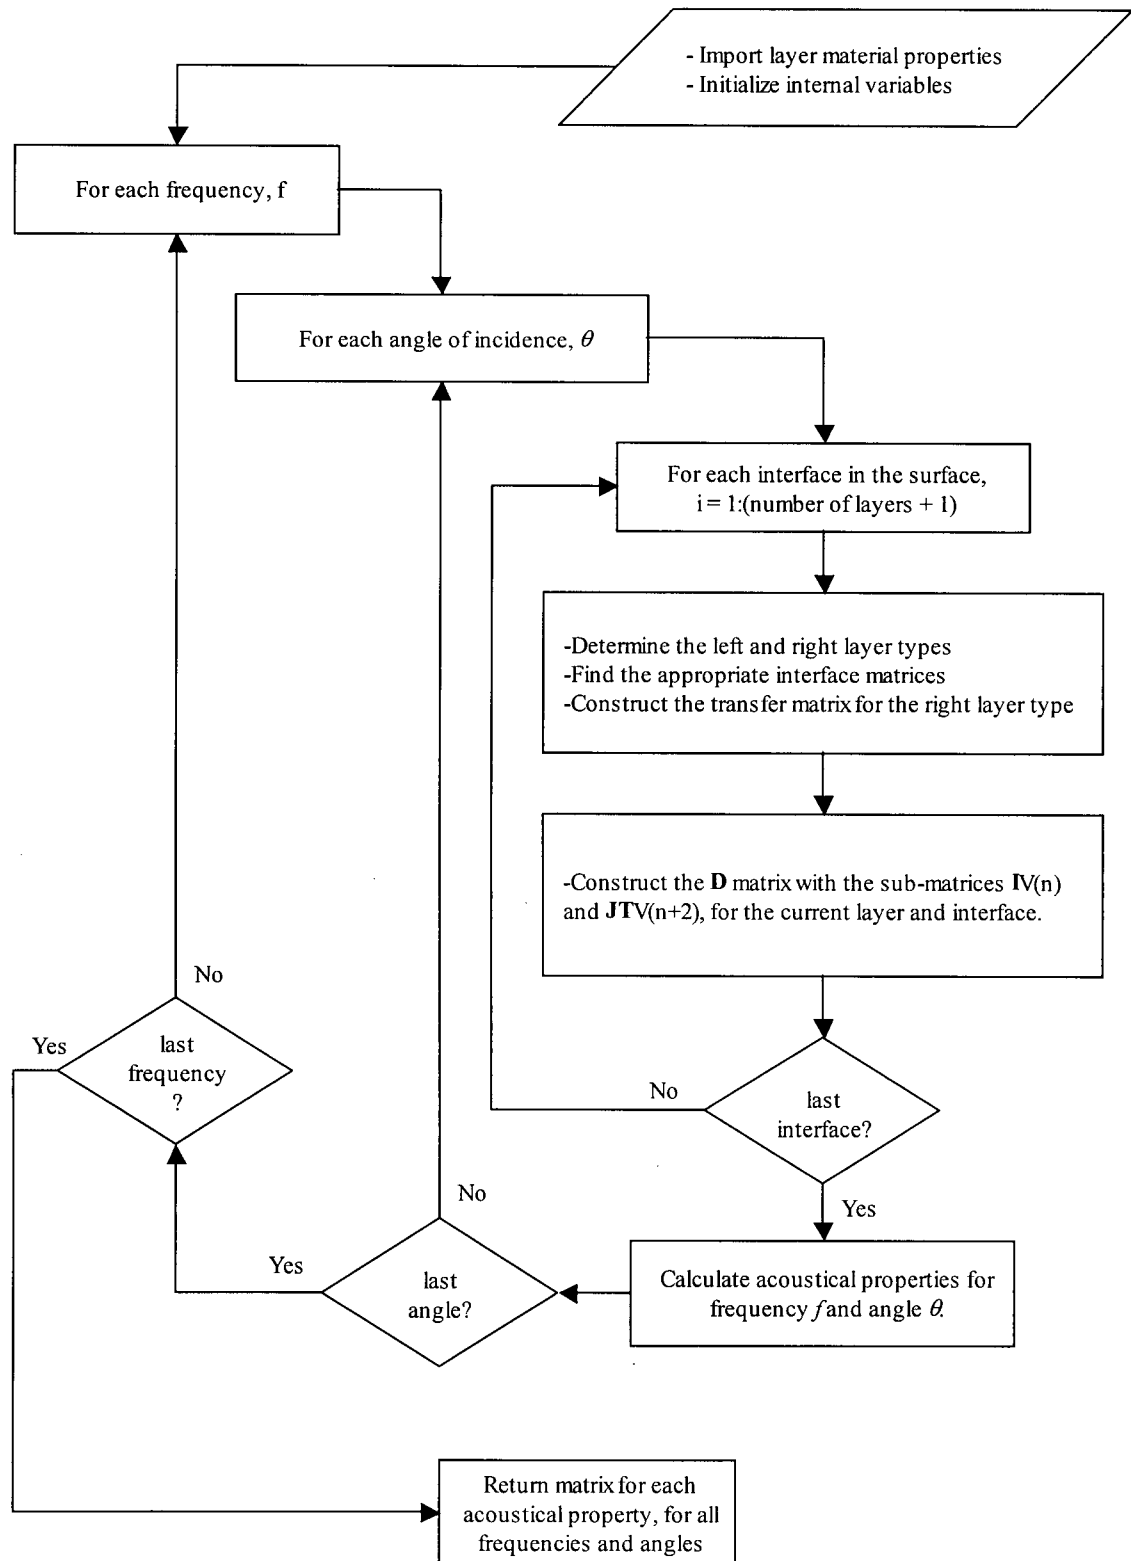 - Import layer material properties
- Initialize internal variables
For each frequency, f
For each angle of incidence, θ
For each interface in the surface,
i = 1:(number of layers + 1)
-Determine the left and right layer types
-Find the appropriate interface matrices
-Construct the transfer matrix for the right layer type
-Construct the D matrix with the sub-matrices IV(n)
and JTV(n+2), for the current layer and interface.
No
Yes
last
frequency
?
No
last
interface?
Yes
No
Yes
last
angle?
Calculate acoustical properties for
frequency f and angle θ.
Return matrix for each
acoustical property, for all
frequencies and angles